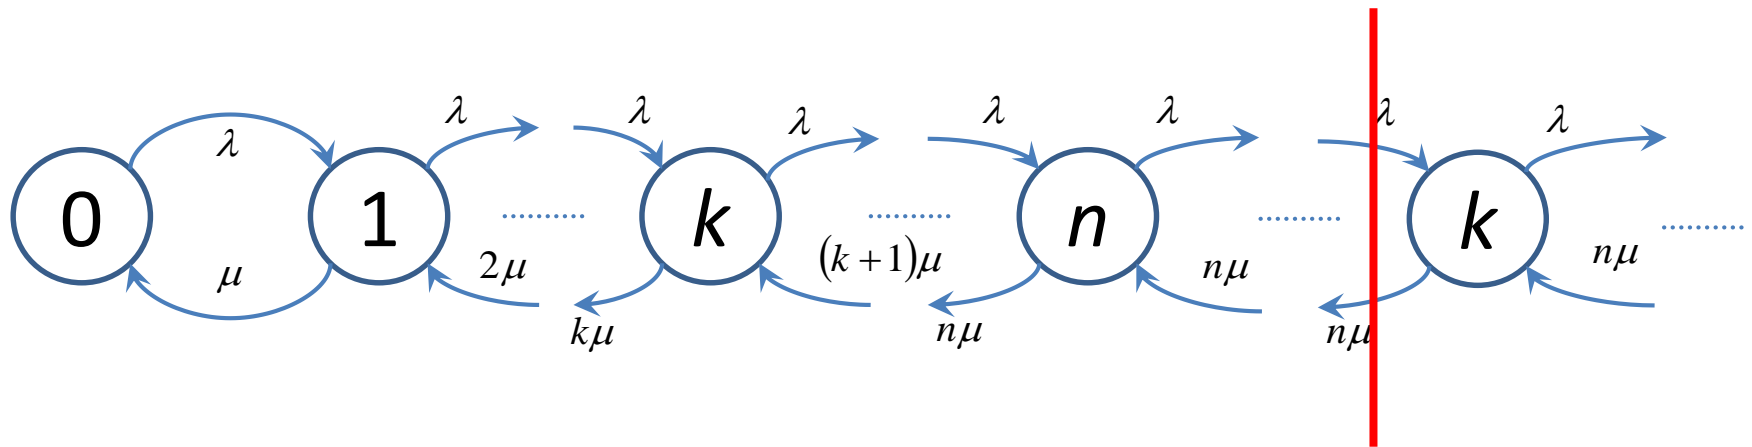 λ λ λ λ λ λ λ λ
0 1 k n k
μ 2μ (k+1)μ nμ nμ
kμ nμ nμ